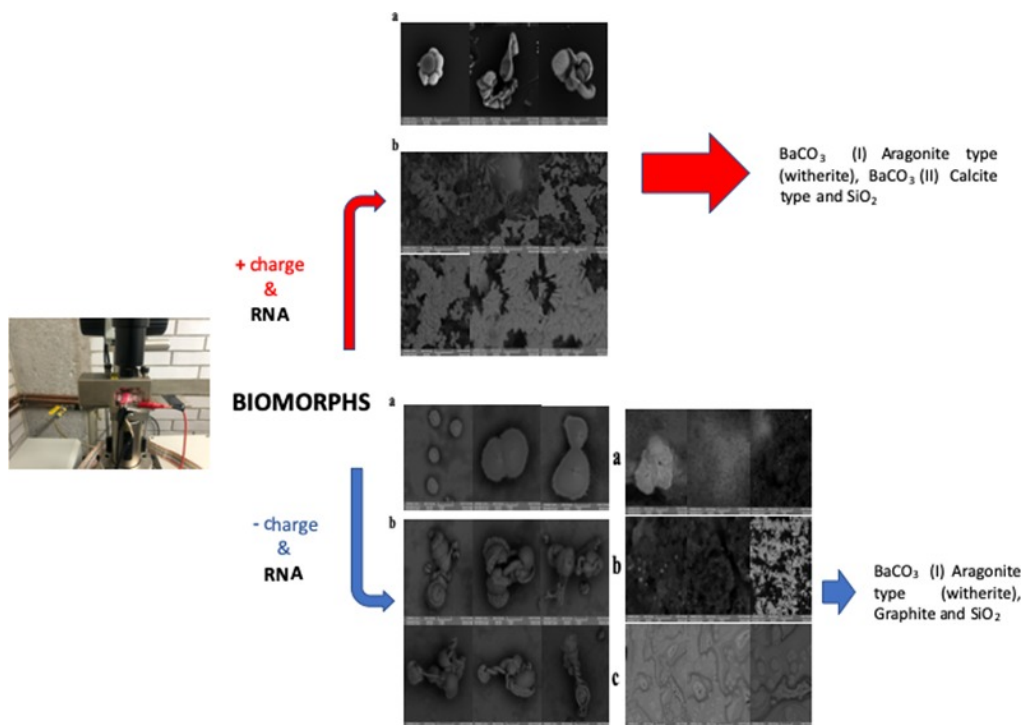 a
b
BaCO₃ (I) Aragonite type
(witherite), BaCO₃ (II) Calcite
type and SiO₂
+ charge
&
RNA
BIOMORPHS
a
a
b
b
- charge
&
RNA
BaCO₃ (I) Aragonite
type (witherite),
Graphite and SiO₂
c